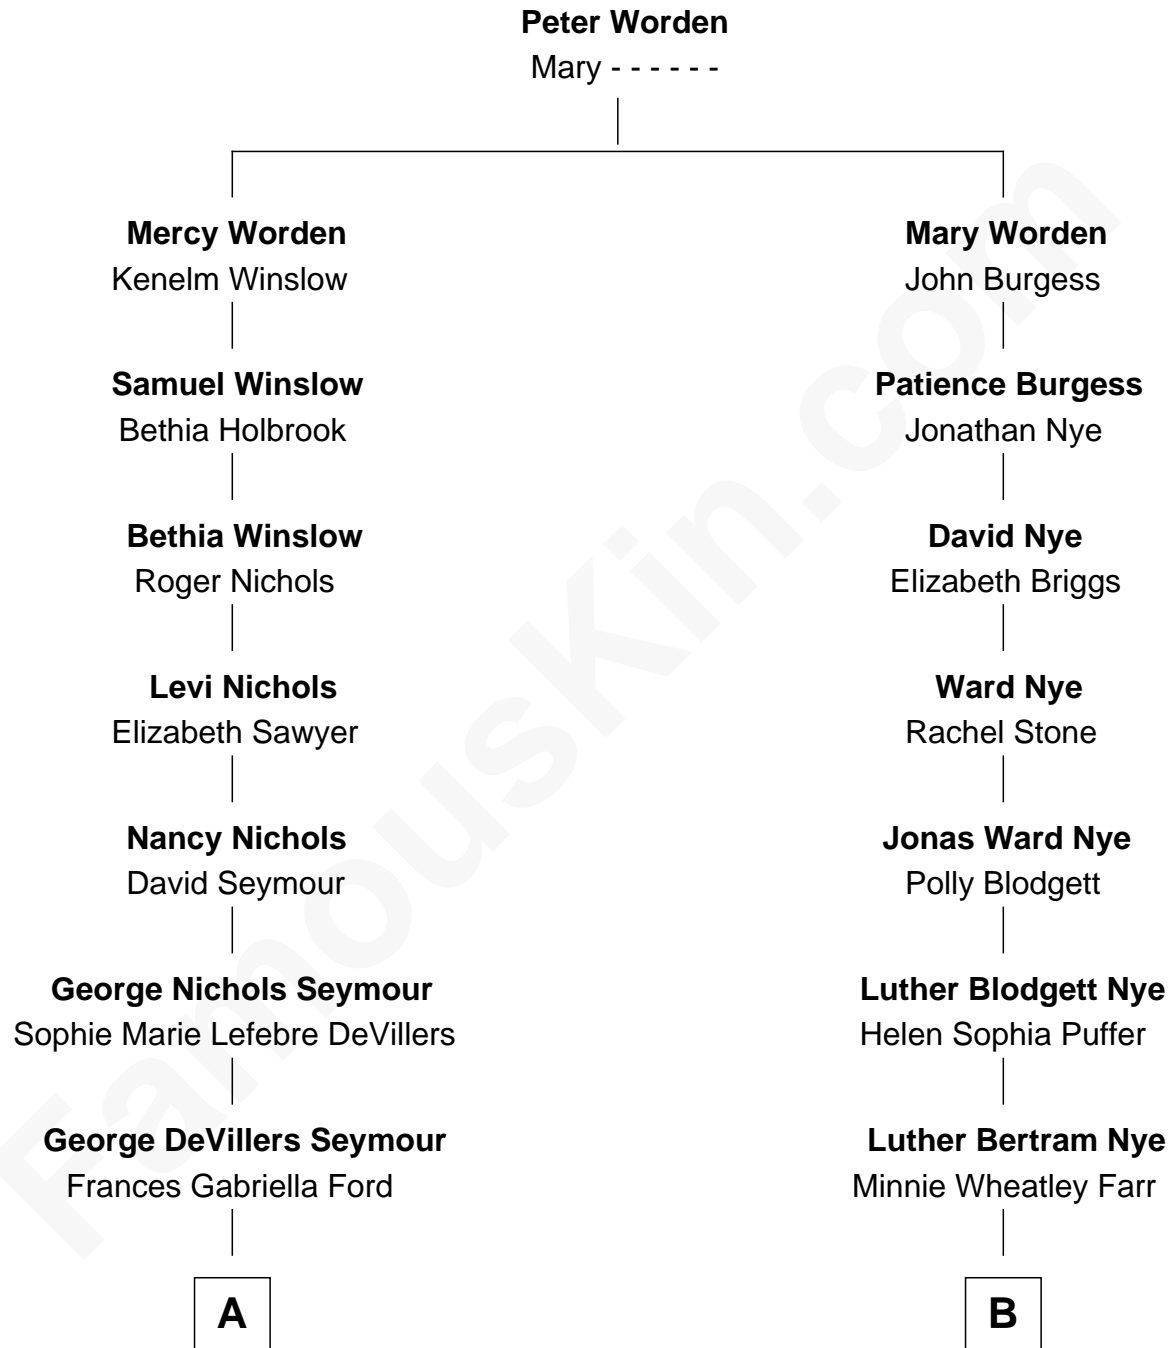 Peter Worden
Mary - - - - - -
Mercy Worden
Kenelm Winslow
Mary Worden
John Burgess
Samuel Winslow
Bethia Holbrook
Patience Burgess
Jonathan Nye
Bethia Winslow
Roger Nichols
David Nye
Elizabeth Briggs
Levi Nichols
Elizabeth Sawyer
Ward Nye
Rachel Stone
Nancy Nichols
David Seymour
Jonas Ward Nye
Polly Blodgett
George Nichols Seymour
Sophie Marie Lefebre DeVillers
Luther Blodgett Nye
Helen Sophia Puffer
George DeVillers Seymour
Frances Gabriella Ford
Luther Bertram Nye
Minnie Wheatley Farr
A
B
FamousKin.com